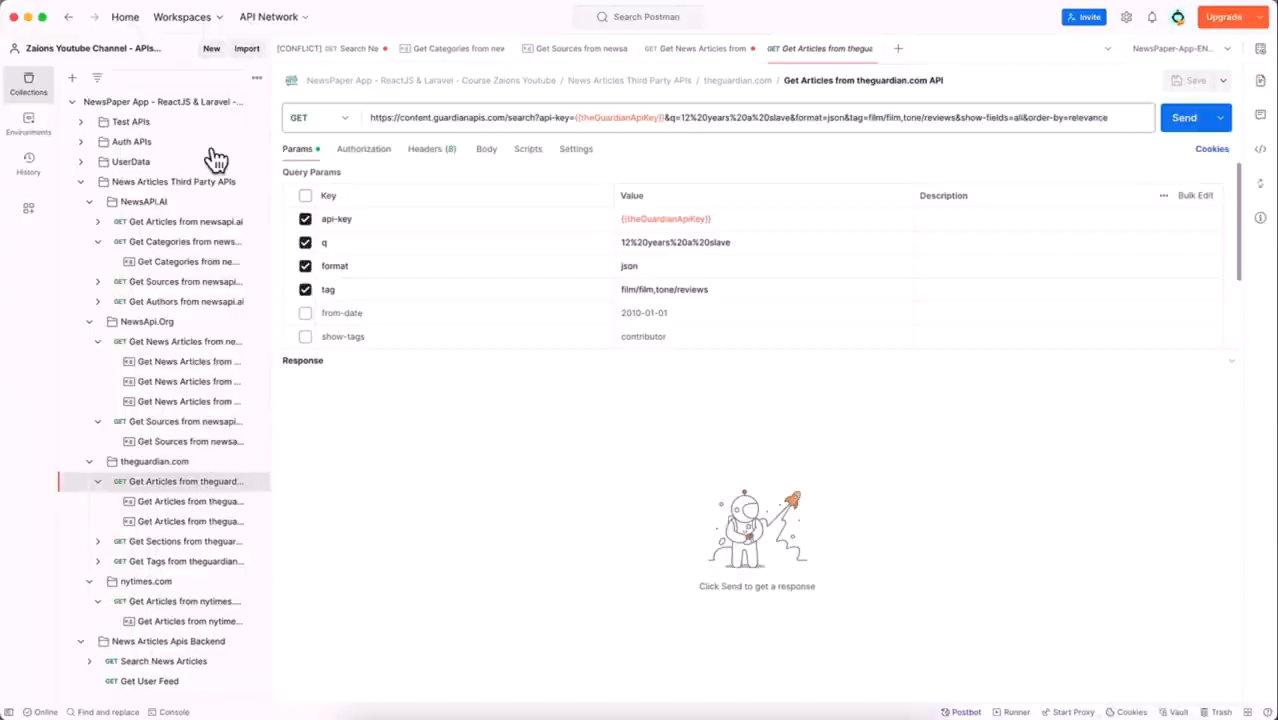 Home Workspaces API Network Search Postman Invite Upgrade
Zaions Youtube Channel - APIs... New Import [CONFLICT] GET Search Ne GET Get Categories from nev GET Get Sources from newsa GET Get News Articles from GET Get Articles from thegua NewsPaper-App-EN...
Collections
Environments
History
NewsPaper App - ReactJS & Laravel -...
Test APIs
Auth APIs
UserData
News Articles Third Party APIs
NewsAPI.AI
GET Get Articles from newsapi.ai
GET Get Categories from news...
Get Categories from ne...
GET Get Sources from newsapi...
GET Get Authors from newsapi.ai
NewsApi.Org
GET Get News Articles from ne...
Get News Articles from ...
Get News Articles from ...
Get News Articles from ...
GET Get Sources from newsapi...
Get Sources from newsa...
theguardian.com
GET Get Articles from theguard...
Get Articles from thegua...
Get Articles from thegua...
GET Get Sections from theguar...
GET Get Tags from theguardian...
nytimes.com
GET Get Articles from nytimes....
Get Articles from nytime...
News Articles Apis Backend
GET Search News Articles
GET Get User Feed
NewsPaper App - ReactJS & Laravel - Course Zaions Youtube / News Articles Third Party APIs / theguardian.com / Get Articles from theguardian.com API Save
GET https://content.guardianapis.com/search?api-key={{theGuardianApiKey}}&q=12%20years%20a%20slave&format=json&tag=film/film,tone/reviews&show-fields=all&order-by=relevance Send
Params Authorization Headers (8) Body Scripts Settings Cookies
Query Params
Key Value Description Bulk Edit
api-key {{theGuardianApiKey}}
q 12%20years%20a%20slave
format json
tag film/film,tone/reviews
from-date 2010-01-01
show-tags contributor
Response
Click Send to get a response
Online Find and replace Console Postbot Runner Start Proxy Cookies Vault Trash